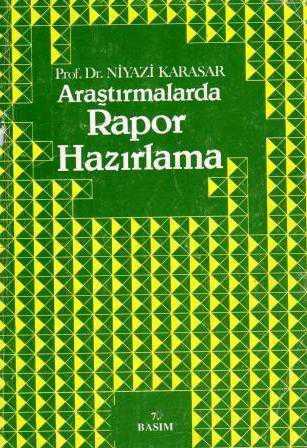 Prof. Dr. NİYAZİ KARASAR
Araştırmalarda
Rapor
Hazırlama
7.
BASIM